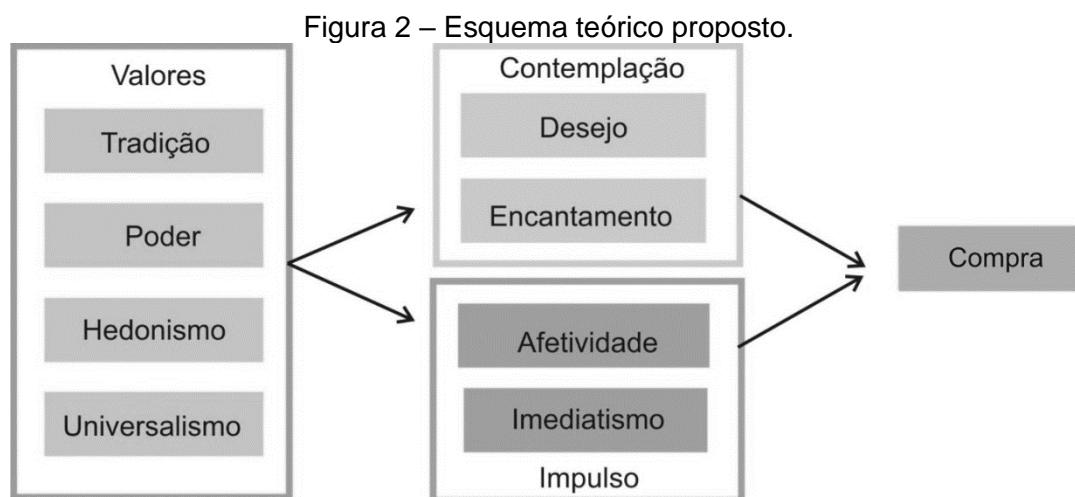 Figura 2 – Esquema teórico proposto.
Valores
Tradição
Poder
Hedonismo
Universalismo
Contemplação
Desejo
Encantamento
Afetividade
Imediatismo
Impulso
Compra